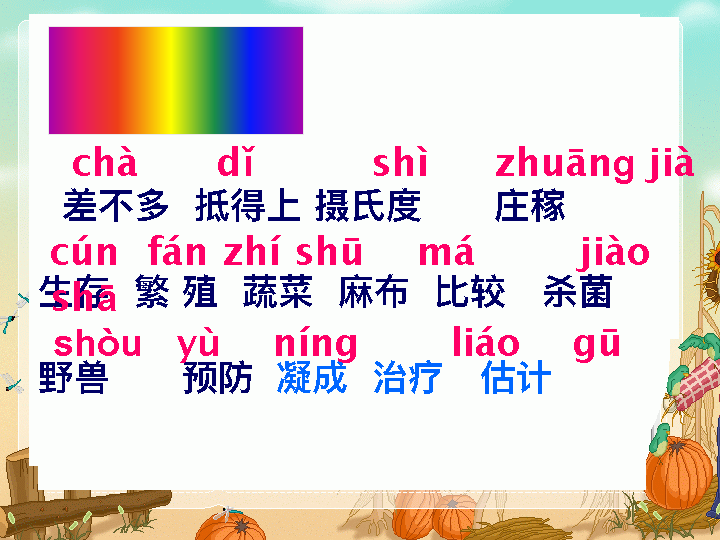 chà dǐ shì zhuāng jià
差不多 抵得上 摄氏度 庄稼
cún fán zhí shū má jiào
shā
生存 繁 殖 蔬菜 麻布 比较 杀菌
shòu yù níng liáo gū
野兽 预防 凝成 治疗 估计